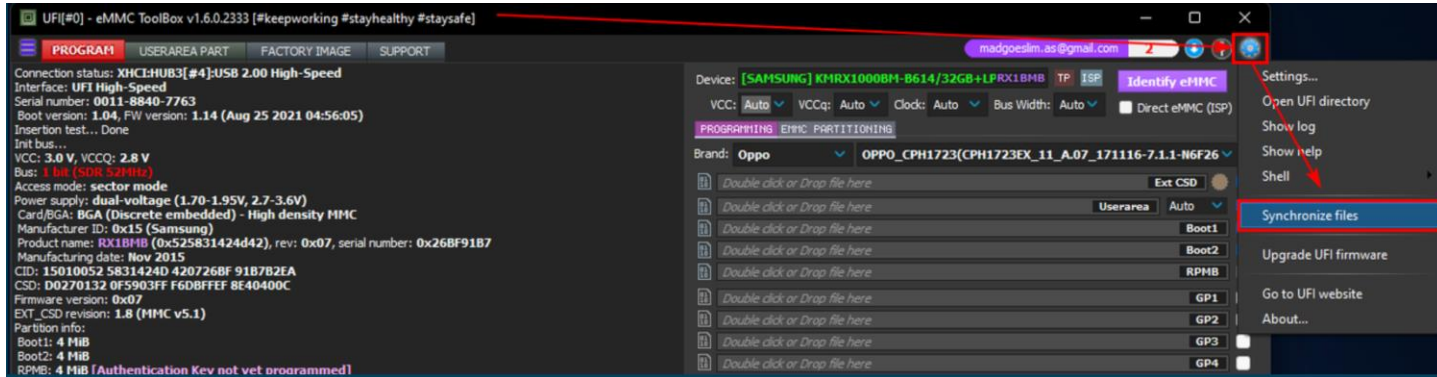 UFI[#0] - eMMC ToolBox v1.6.0.2333 [#keepworking #stayhealthy #staysafe]
PROGRAM USERAREA PART FACTORY IMAGE SUPPORT
madgoeslim.as@gmail.com 2
Connection status: XHCI:HUB3[#4]:USB 2.00 High-Speed
Interface: UFI High-Speed
Serial number: 0011-8840-7763
Boot version: 1.04, FW version: 1.14 (Aug 25 2021 04:56:05)
Insertion test... Done
Init bus...
VCC: 3.0 V, VCCQ: 2.8 V
Bus: 1 bit (SDR 52MHz)
Access mode: sector mode
Power supply: dual-voltage (1.70-1.95V, 2.7-3.6V)
Card/BGA: BGA (Discrete embedded) - High density MMC
Manufacturer ID: 0x15 (Samsung)
Product name: RX1BMB (0x525831424d42), rev: 0x07, serial number: 0x26BF91B7
Manufacturing date: Nov 2015
CID: 15010052 5831424D 420726BF 91B7B2EA
CSD: D0270132 0F5903FF F6DBFFEF 8E40400C
Firmware version: 0x07
EXT_CSD revision: 1.8 (MMC v5.1)
Partition info:
Boot1: 4 MiB
Boot2: 4 MiB
RPMB: 4 MiB [Authentication Key not yet programmed]
Device: [SAMSUNG] KMRX1000BM-B614/32GB+LPRX1BMB TP ISP Identify eMMC
VCC: Auto VCCq: Auto Clock: Auto Bus Width: Auto Direct eMMC (ISP)
PROGRAMMING EMMC PARTITIONING
Brand: Oppo OPPO_CPH1723(CPH1723EX_11_A.07_171116-7.1.1-N6F26
Double click or Drop file here Ext CSD
Double click or Drop file here Userarea Auto
Double click or Drop file here Boot1
Double click or Drop file here Boot2
Double click or Drop file here RPMB
Double click or Drop file here GP1
Double click or Drop file here GP2
Double click or Drop file here GP3
Double click or Drop file here GP4
Settings...
Open UFI directory
Show log
Show help
Shell
Synchronize files
Upgrade UFI firmware
Go to UFI website
About...